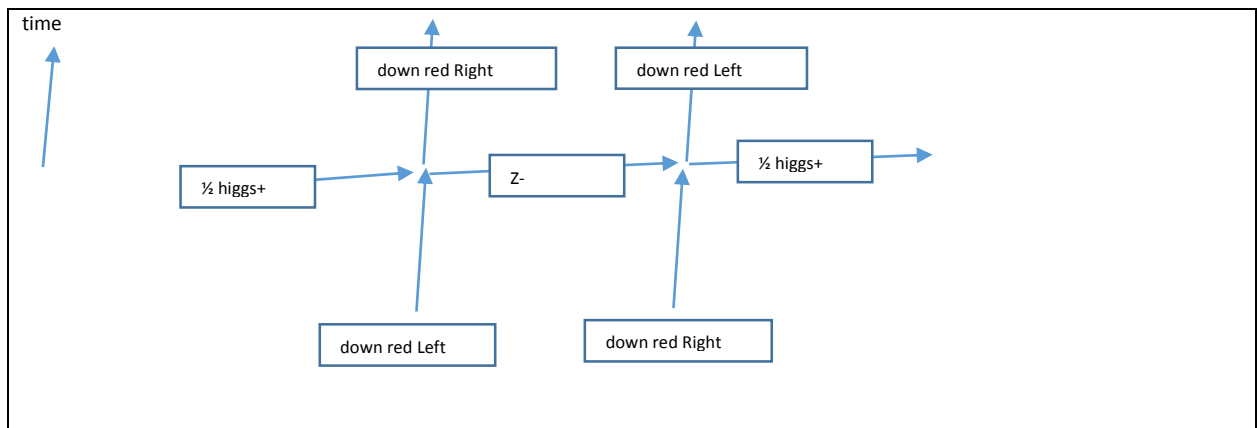 time
down red Right
down red Left
½ higgs+
Z-
½ higgs+
down red Left
down red Right